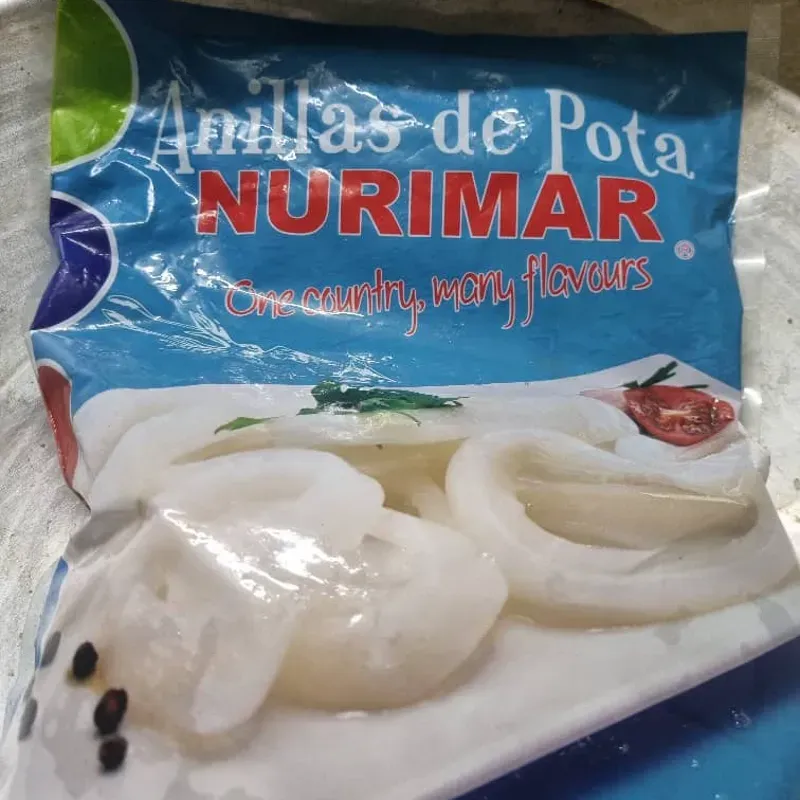 Anillas de Pota
NURIMAR
One country, many flavours
®